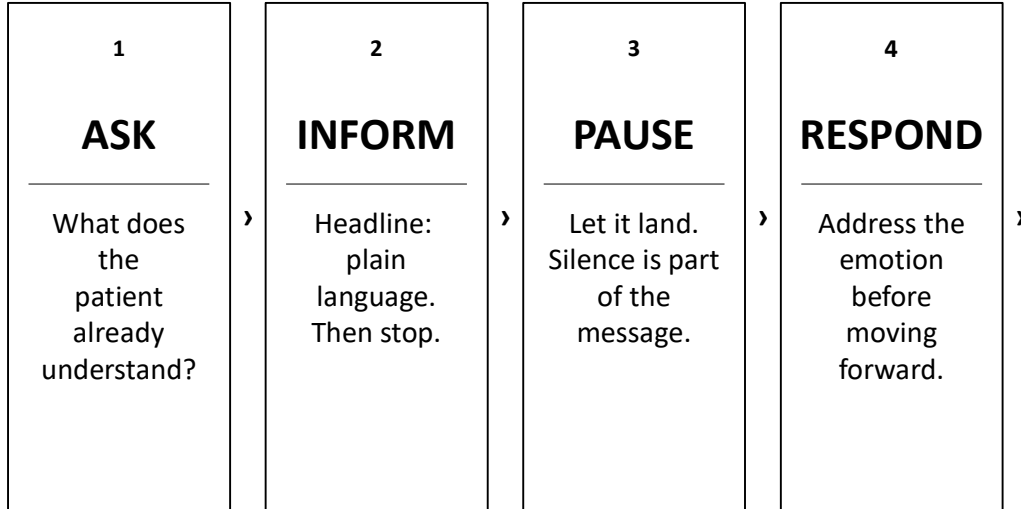 1
ASK
What does
the
patient
already
understand?
›
2
INFORM
Headline:
plain
language.
Then stop.
›
3
PAUSE
Let it land.
Silence is part
of the
message.
›
4
RESPOND
Address the
emotion
before
moving
forward.
›